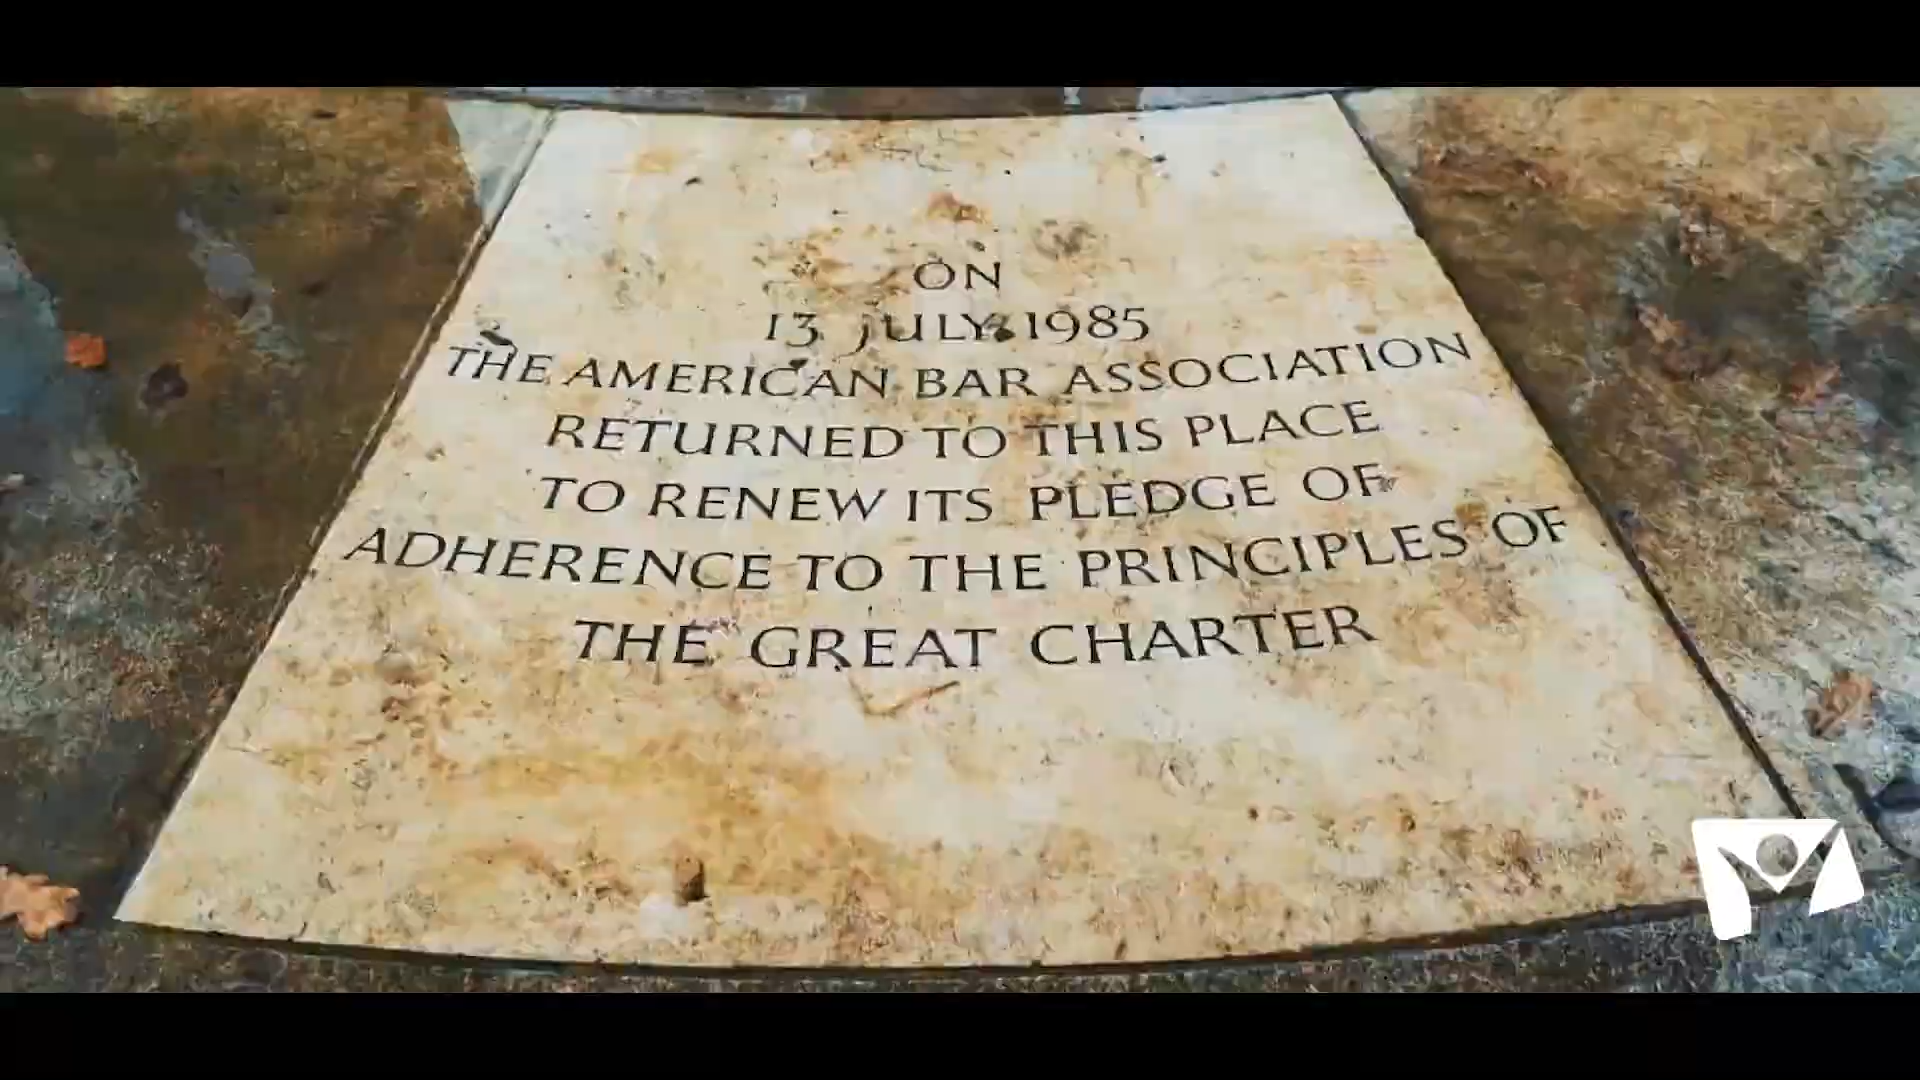 ON
13 JULY 1985
THE AMERICAN BAR ASSOCIATION
RETURNED TO THIS PLACE
TO RENEW ITS PLEDGE OF
ADHERENCE TO THE PRINCIPLES OF
THE GREAT CHARTER